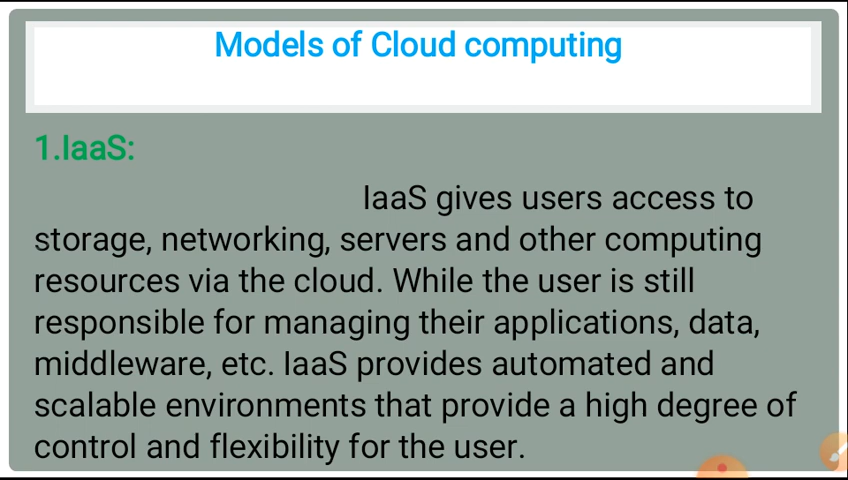 Models of Cloud computing
1.IaaS:
IaaS gives users access to
storage, networking, servers and other computing
resources via the cloud. While the user is still
responsible for managing their applications, data,
middleware, etc. IaaS provides automated and
scalable environments that provide a high degree of
control and flexibility for the user.